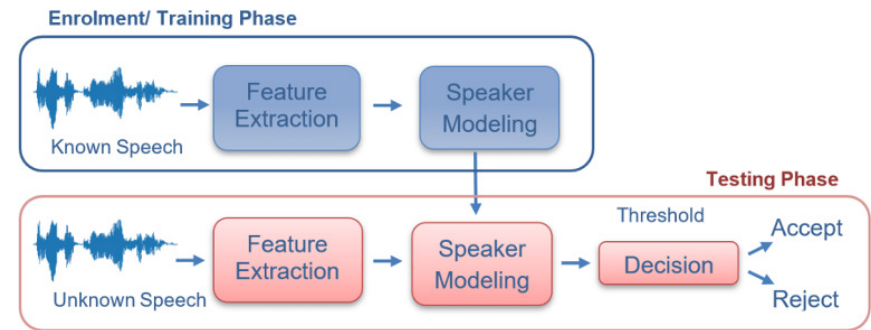 Enrolment/ Training Phase
Feature
Extraction
Speaker
Modeling
Known Speech
Testing Phase
Feature
Extraction
Speaker
Modeling
Threshold
Decision
Accept
Reject
Unknown Speech